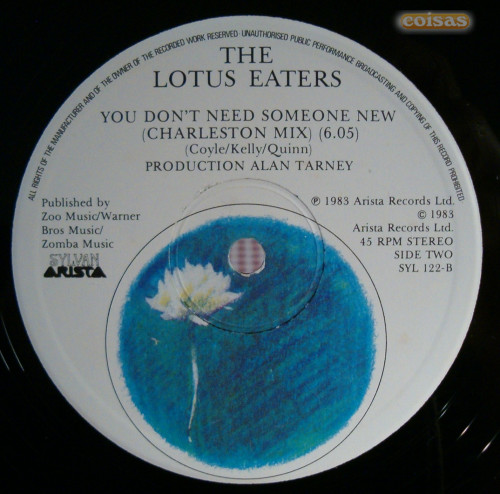 eoisas
ALL RIGHTS OF THE MANUFACTURER AND OF THE OWNER OF THE RECORDED WORK RESERVED · UNAUTHORISED PUBLIC PERFORMANCE BROADCASTING AND COPYING OF THIS RECORD PROHIBITED
THE
LOTUS EATERS
YOU DON'T NEED SOMEONE NEW
(CHARLESTON MIX) (6.05)
(Coyle/Kelly/Quinn)
PRODUCTION ALAN TARNEY
Published by
Zoo Music/Warner
Bros Music/
Zomba Music
SYLVAN
ARISTA
℗ 1983 Arista Records Ltd.
© 1983
Arista Records Ltd.
45 RPM STEREO
SIDE TWO
SYL 122-B